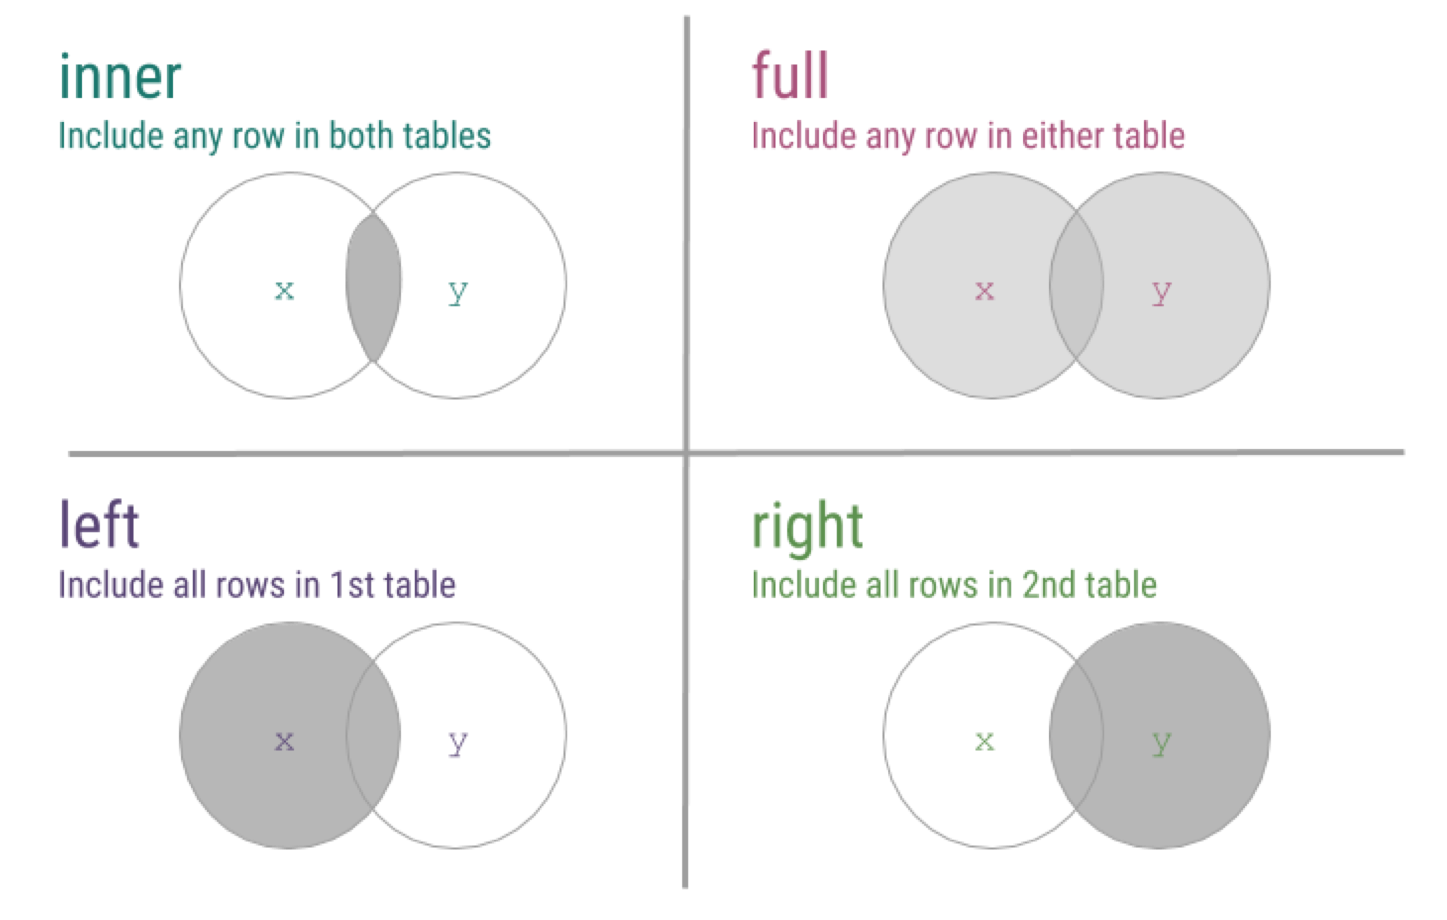 inner
Include any row in both tables
x
y
full
Include any row in either table
x
y
left
Include all rows in 1st table
x
y
right
Include all rows in 2nd table
x
y